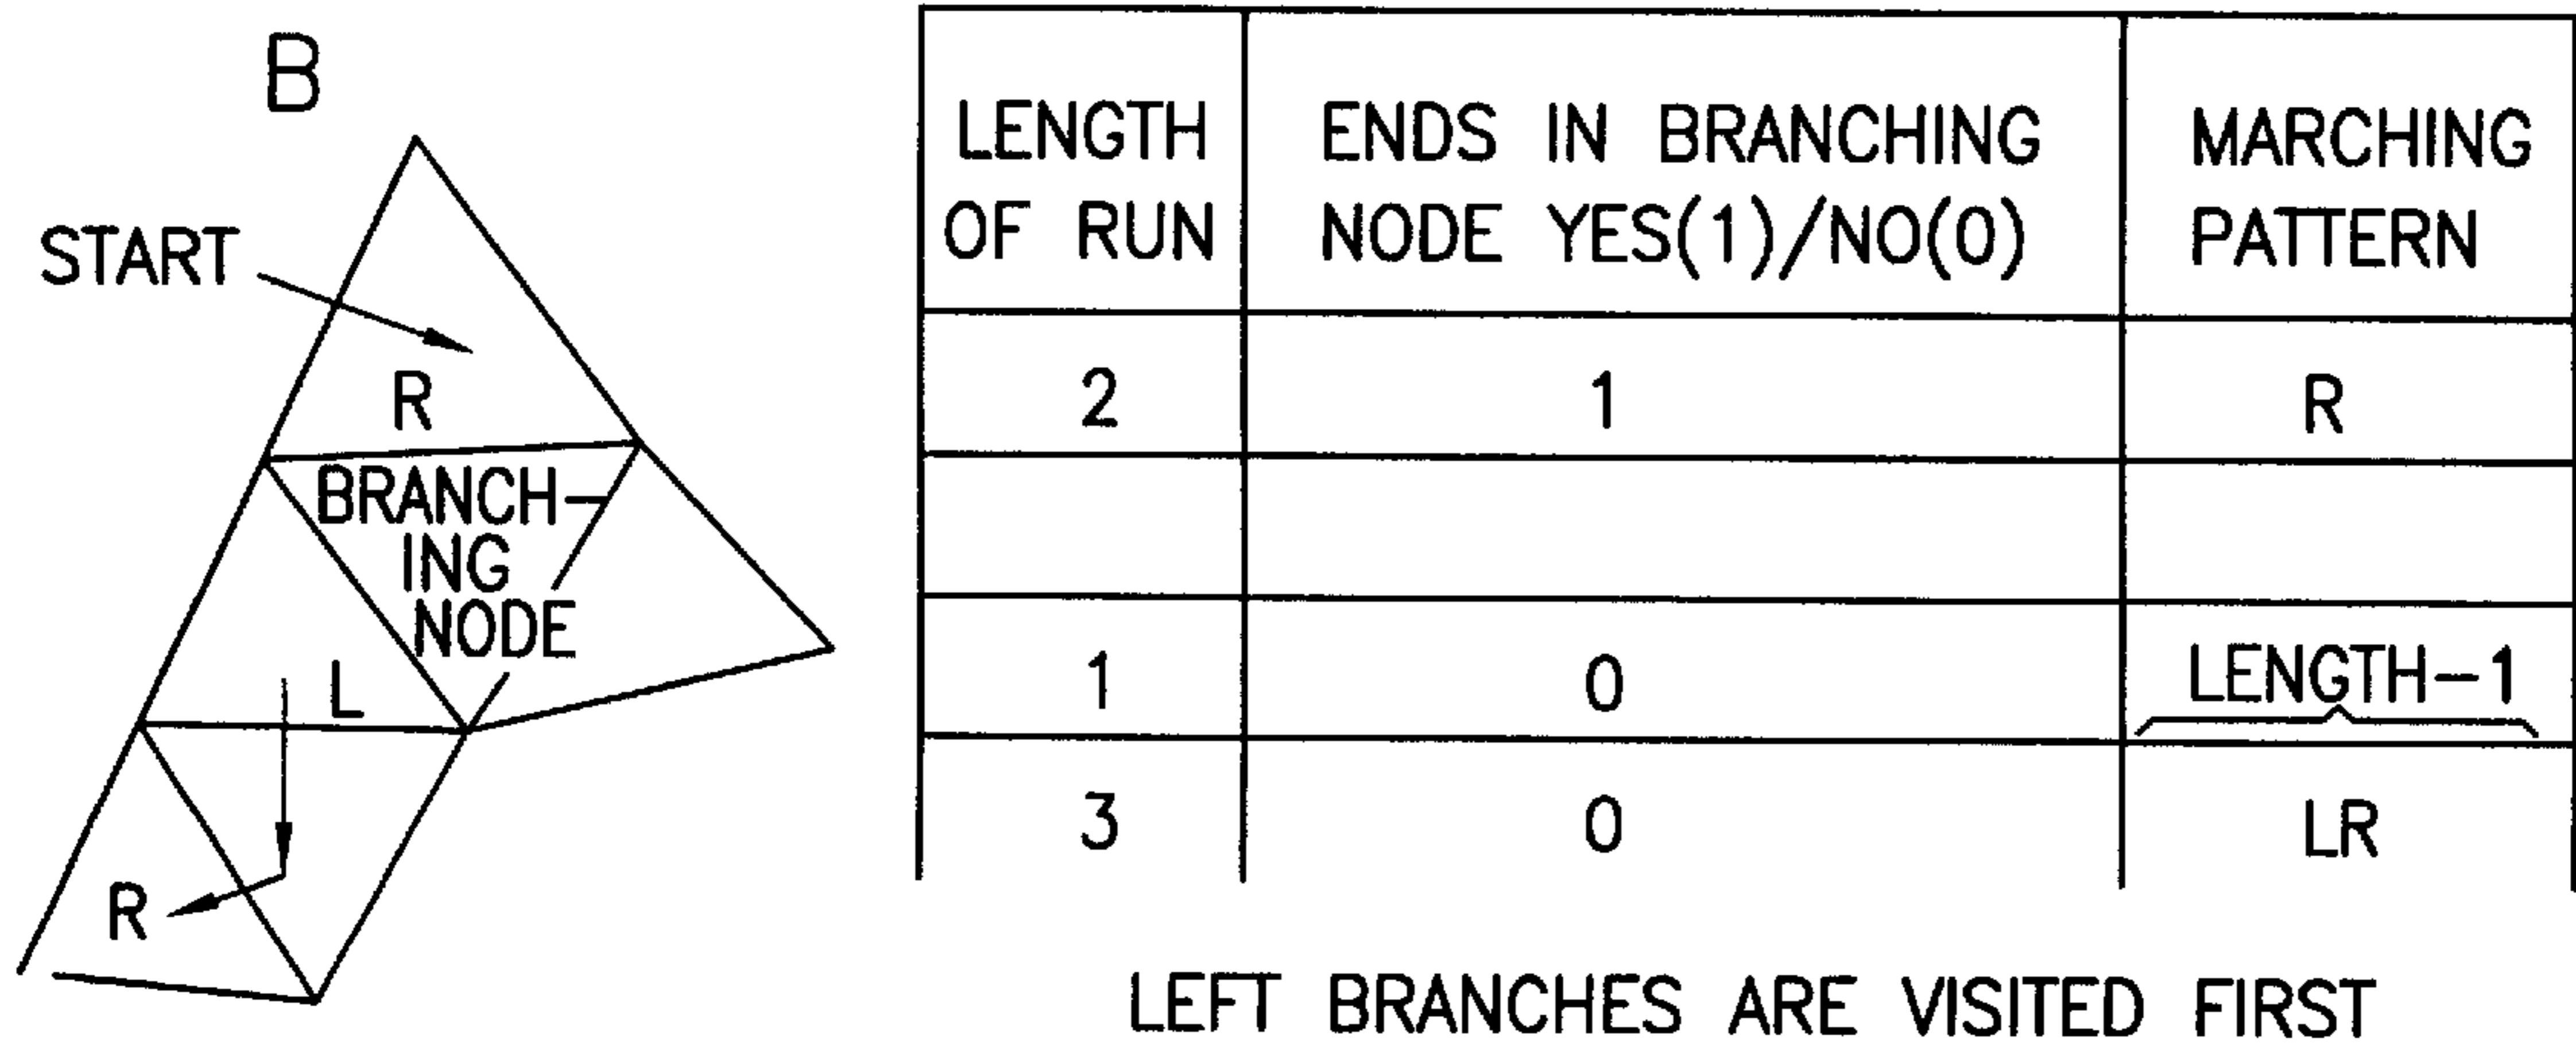 B
START
R
BRANCH-
ING
NODE
L
R
LENGTH OF RUN
ENDS IN BRANCHING NODE YES(1)/NO(0)
MARCHING PATTERN
2 1 R
1 0 LENGTH-1
3 0 LR
LEFT BRANCHES ARE VISITED FIRST